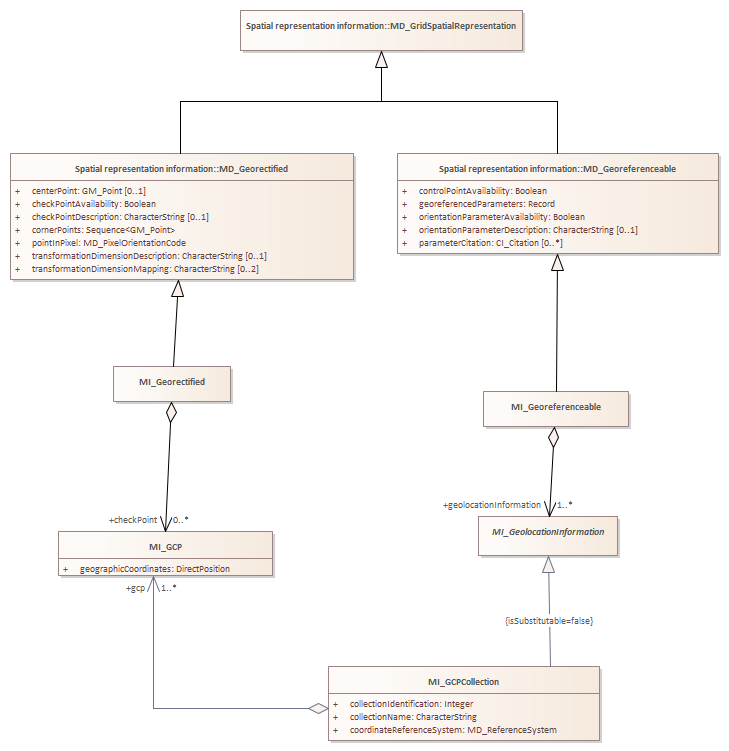 Spatial representation information::MD_GridSpatialRepresentation
Spatial representation information::MD_Georectified
+ centerPoint: GM_Point [0..1]
+ checkPointAvailability: Boolean
+ checkPointDescription: CharacterString [0..1]
+ cornerPoints: Sequence<GM_Point>
+ pointInPixel: MD_PixelOrientationCode
+ transformationDimensionDescription: CharacterString [0..1]
+ transformationDimensionMapping: CharacterString [0..2]
Spatial representation information::MD_Georeferenceable
+ controlPointAvailability: Boolean
+ georeferencedParameters: Record
+ orientationParameterAvailability: Boolean
+ orientationParameterDescription: CharacterString [0..1]
+ parameterCitation: CI_Citation [0..*]
MI_Georectified
MI_Georeferenceable
+geolocationInformation 1..*
+checkPoint 0..*
MI_GeolocationInformation
MI_GCP
+ geographicCoordinates: DirectPosition
+gcp 1..*
{isSubstitutable=false}
MI_GCPCollection
+ collectionIdentification: Integer
+ collectionName: CharacterString
+ coordinateReferenceSystem: MD_ReferenceSystem